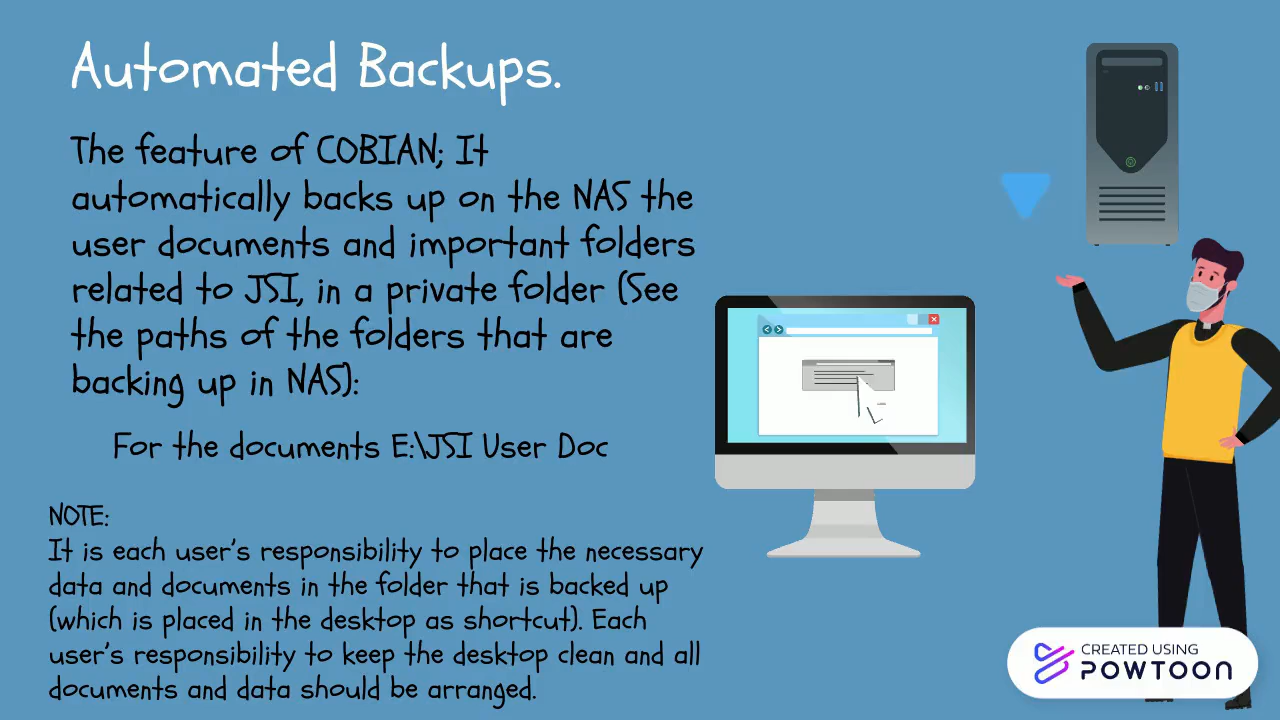 Automated Backups.
The feature of COBIAN; It
automatically backs up on the NAS the
user documents and important folders
related to JSI, in a private folder (See
the paths of the folders that are
backing up in NAS):
For the documents E:\JSI User Doc
NOTE:
It is each user's responsibility to place the necessary
data and documents in the folder that is backed up
(which is placed in the desktop as shortcut). Each
user's responsibility to keep the desktop clean and all
documents and data should be arranged.
CREATED USING
POWTOON